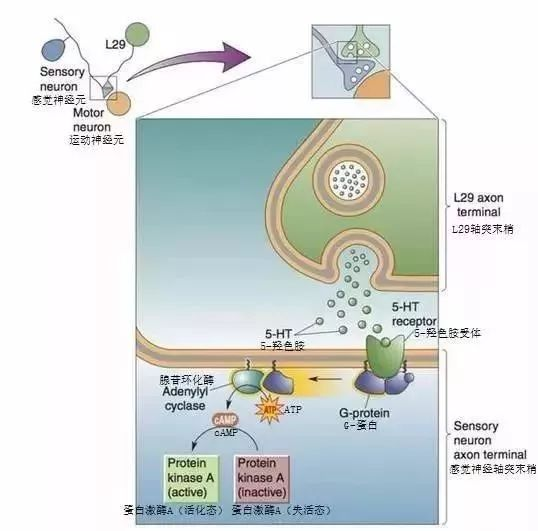 L29
Sensory
neuron
感觉神经元
Motor
neuron
运动神经元
L29 axon
terminal
L29轴突末梢
5-HT
5-羟色胺
5-HT
receptor
5-羟色胺受体
腺苷环化酶
Adenylyl
cyclase
ATP
ATP
G-protein
G-蛋白
cAMP
cAMP
Sensory
neuron
axon terminal
感觉神经轴突末梢
Protein
kinase A
(active)
Protein
kinase A
(inactive)
蛋白激酶A（活化态）
蛋白激酶A（失活态）